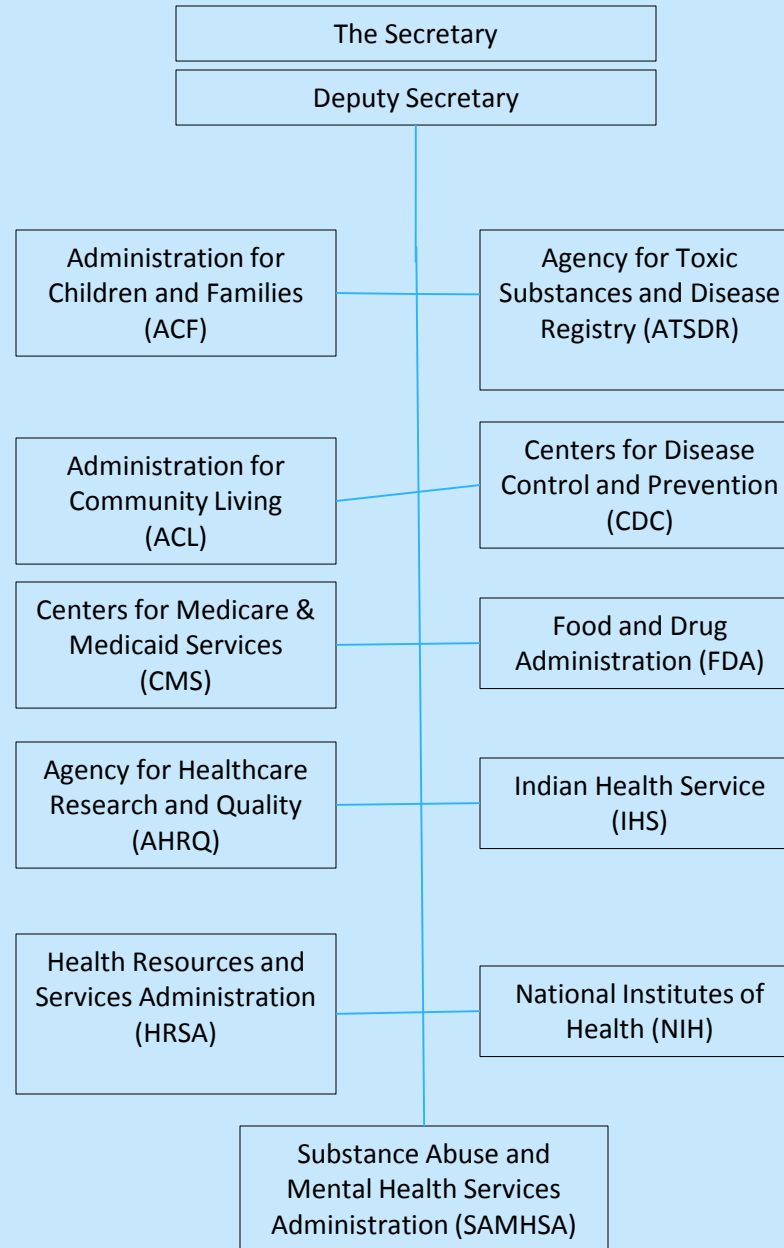 The Secretary
Deputy Secretary
Administration for
Children and Families
(ACF)
Agency for Toxic
Substances and Disease
Registry (ATSDR)
Administration for
Community Living
(ACL)
Centers for Disease
Control and Prevention
(CDC)
Centers for Medicare &
Medicaid Services
(CMS)
Food and Drug
Administration (FDA)
Agency for Healthcare
Research and Quality
(AHRQ)
Indian Health Service
(IHS)
Health Resources and
Services Administration
(HRSA)
National Institutes of
Health (NIH)
Substance Abuse and
Mental Health Services
Administration (SAMHSA)